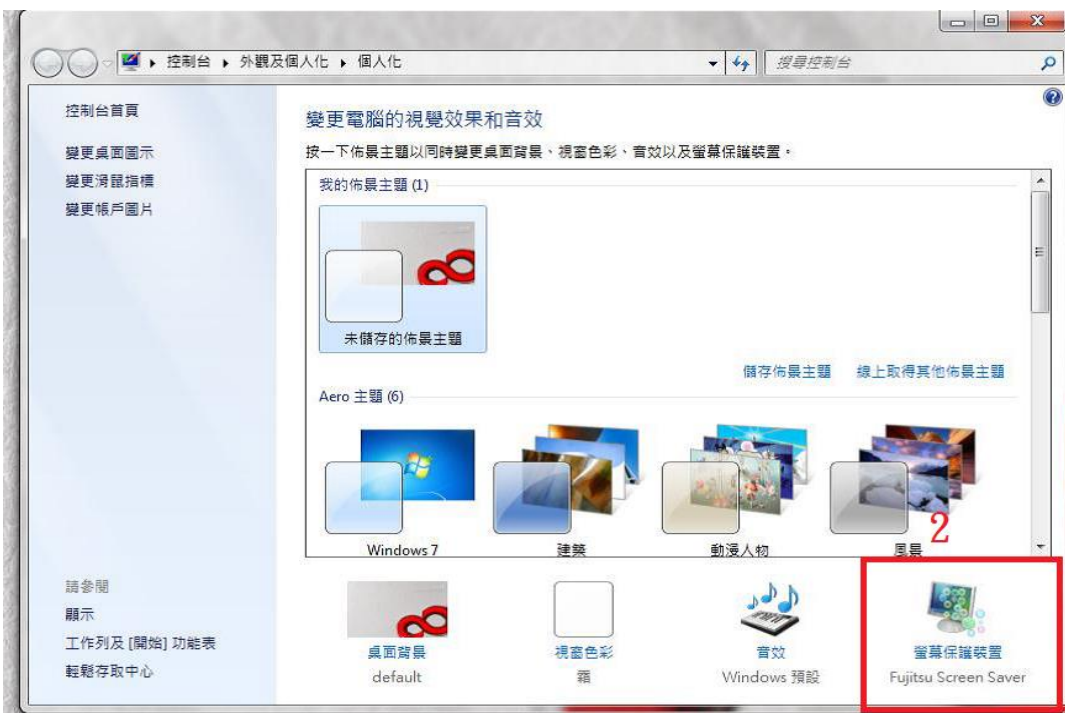 控制台 ▸ 外觀及個人化 ▸ 個人化
搜尋控制台
控制台首頁
變更桌面圖示
變更滑鼠指標
變更帳戶圖片
變更電腦的視覺效果和音效
按一下佈景主題以同時變更桌面背景、視窗色彩、音效以及螢幕保護裝置。
我的佈景主題 (1)
未儲存的佈景主題
儲存佈景主題 線上取得其他佈景主題
Aero 主題 (6)
Windows 7 建築 動漫人物 風景
2
請參閱
顯示
工作列及 [開始] 功能表
輕鬆存取中心
桌面背景 視窗色彩 音效 螢幕保護裝置
default 霜 Windows 預設 Fujitsu Screen Saver